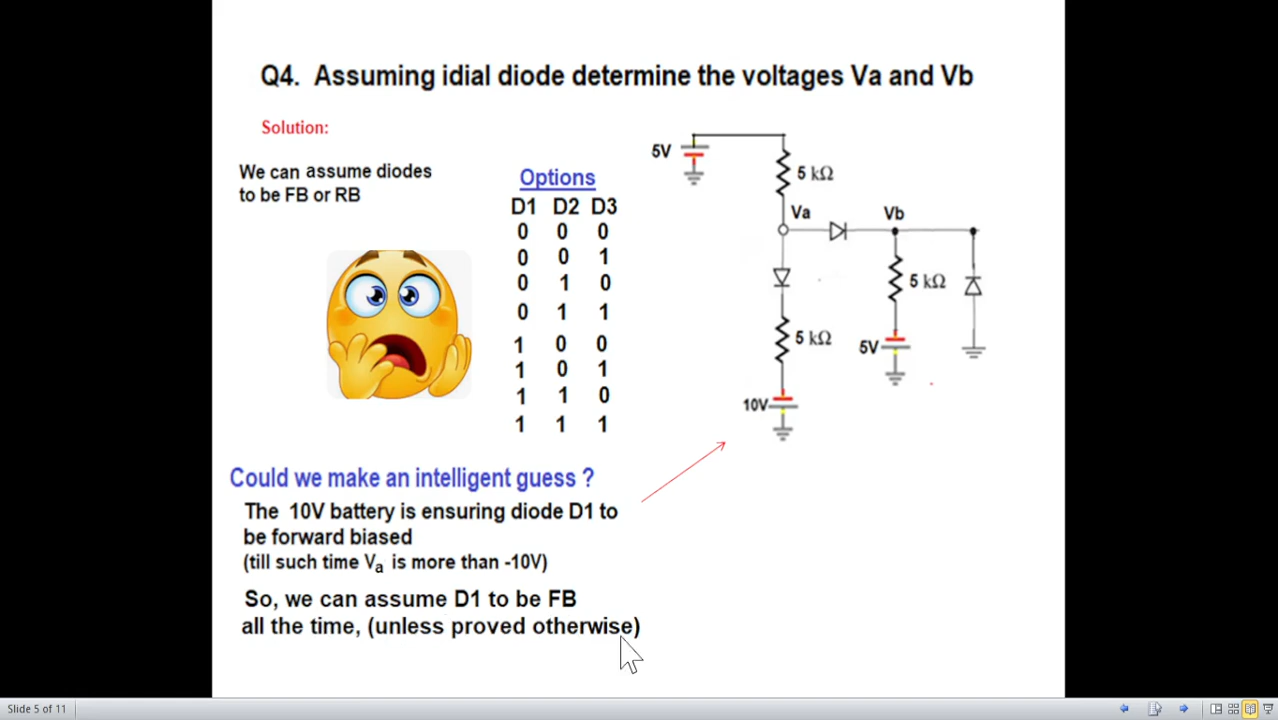 Q4. Assuming idial diode determine the voltages Va and Vb
Solution:
We can assume diodes
to be FB or RB
Options
D1 D2 D3
0 0 0
0 0 1
0 1 0
0 1 1
1 0 0
1 0 1
1 1 0
1 1 1
5V
5 kΩ
Va
Vb
5 kΩ
5 kΩ
5V
10V
Could we make an intelligent guess ?
The 10V battery is ensuring diode D1 to
be forward biased
(till such time Va is more than -10V)
So, we can assume D1 to be FB
all the time, (unless proved otherwise)
Slide 5 of 11